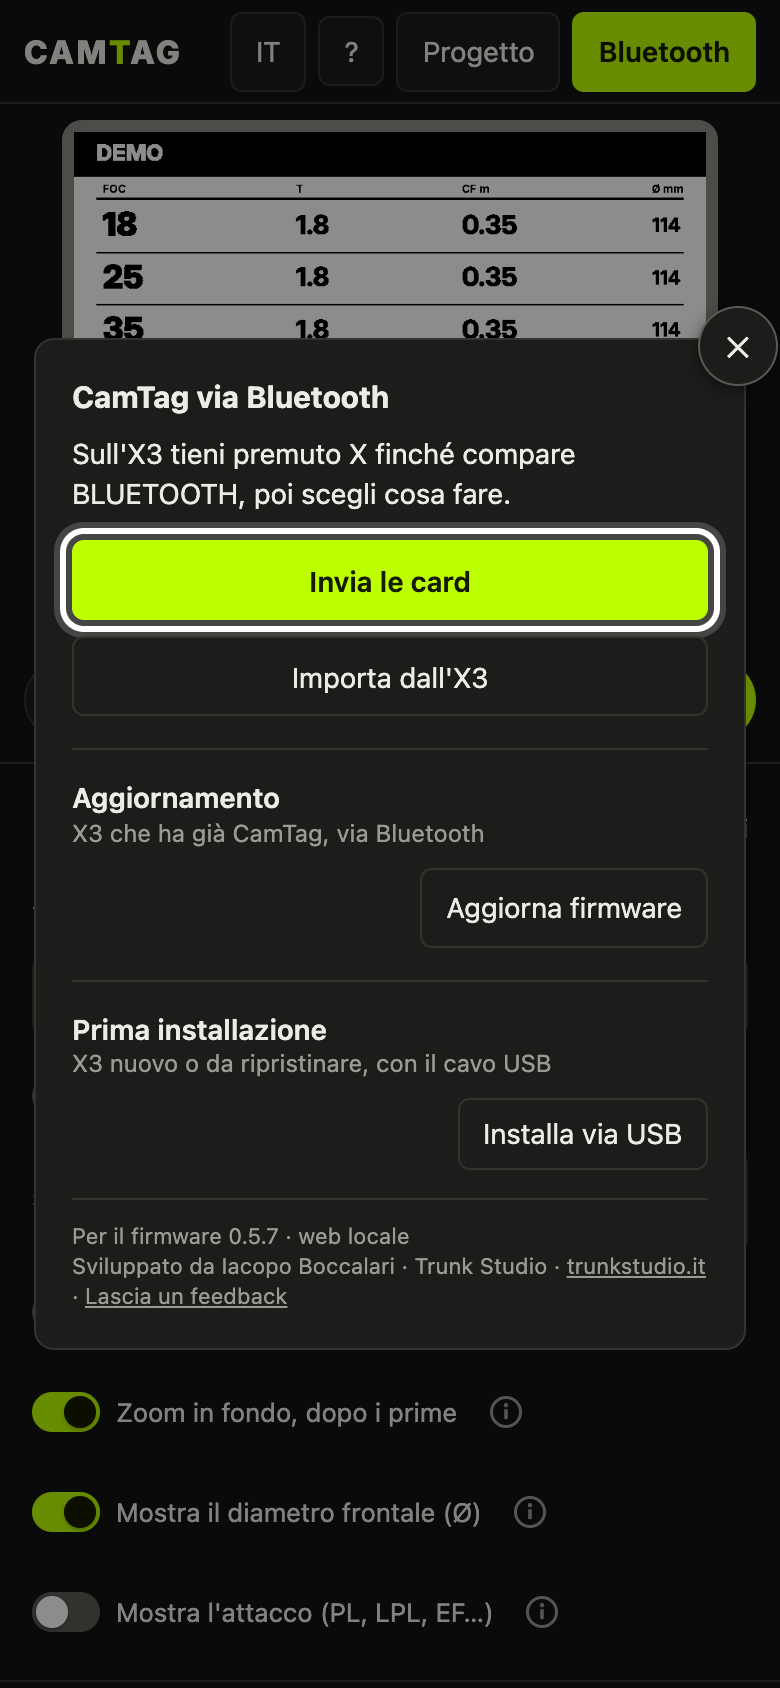 CAMTAG
IT
?
Progetto
Bluetooth
DEMO
FOC T CF m Ø mm
18 1.8 0.35 114
25 1.8 0.35 114
35 1.8 0.35 114
CamTag via Bluetooth
Sull'X3 tieni premuto X finché compare
BLUETOOTH, poi scegli cosa fare.
Invia le card
Importa dall'X3
Aggiornamento
X3 che ha già CamTag, via Bluetooth
Aggiorna firmware
Prima installazione
X3 nuovo o da ripristinare, con il cavo USB
Installa via USB
Per il firmware 0.5.7 · web locale
Sviluppato da Iacopo Boccalari · Trunk Studio · trunkstudio.it
· Lascia un feedback
Zoom in fondo, dopo i prime
Mostra il diametro frontale (Ø)
Mostra l'attacco (PL, LPL, EF...)